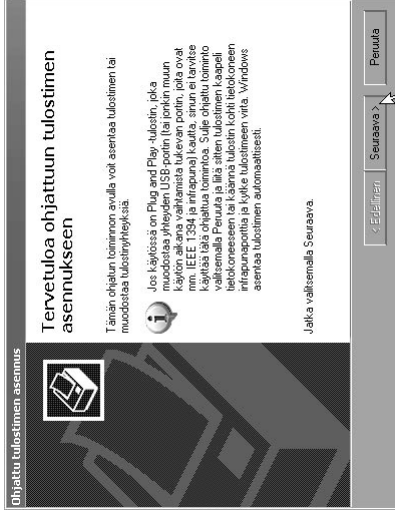 Ohjattu tulostimen asennus
Tervetuloa ohjattuun tulostimen
asennukseen
Tämän ohjatun toiminnon avulla voit asentaa tulostimen tai
muodostaa tulostinyhteyksiä.
Jos käytössä on Plug and Play -tulostin, joka
muodostaa yhteyden USB-portin (tai jonkin muun
käytön aikana vaihtamista tukevan portin, joita ovat
mm. IEEE 1394 ja infrapuna) kautta, sinun ei tarvitse
käyttää tätä ohjattua toimintoa. Sulje ohjattu toiminto
valitsemalla Peruuta ja liitä sitten tulostimen kaapeli
tietokoneeseen tai käännä tulostin kohti tietokoneen
infrapunaporttia ja kytke tulostimeen virta. Windows
asentaa tulostimen automaattisesti.
Jatka valitsemalla Seuraava.
< Edellinen
Seuraava >
Peruuta